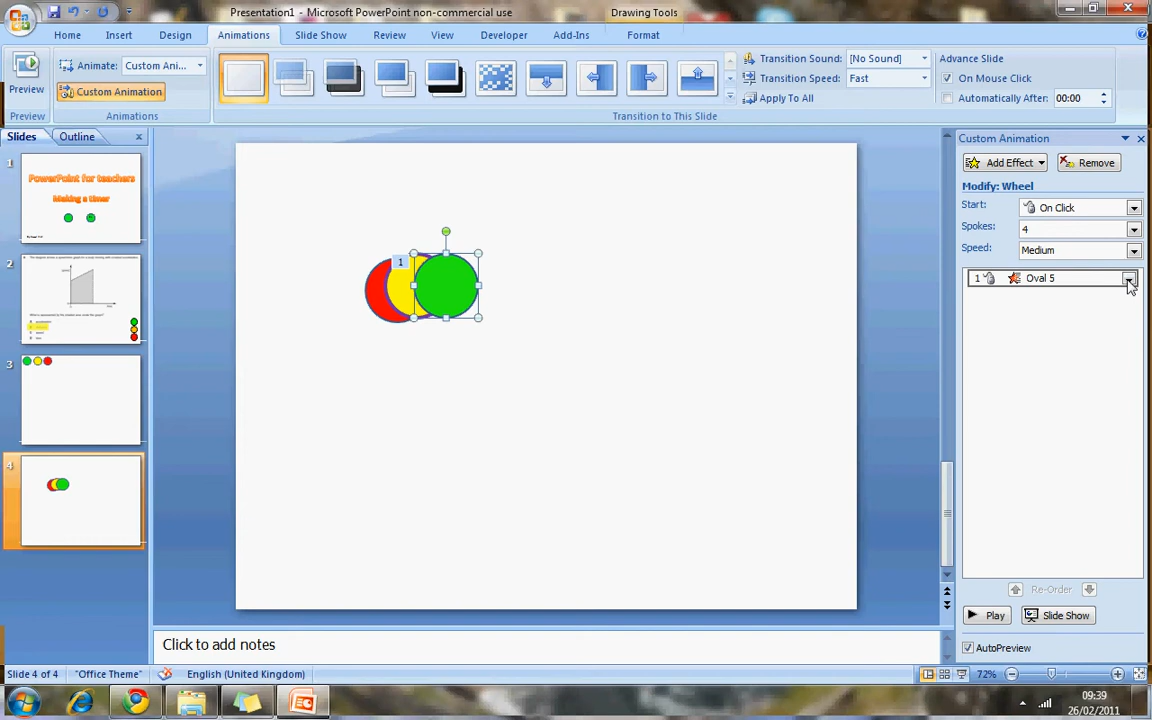 Presentation1 - Microsoft PowerPoint non-commercial use
Drawing Tools
Home Insert Design Animations Slide Show Review View Developer Add-Ins Format
Preview
Animate: Custom Ani...
Custom Animation
Transition Sound: [No Sound]
Transition Speed: Fast
Apply To All
Advance Slide
On Mouse Click
Automatically After: 00:00
Preview Animations Transition to This Slide
Slides Outline
Custom Animation
Add Effect Remove
Modify: Wheel
Start: On Click
Spokes: 4
Speed: Medium
1 Oval 5
1
PowerPoint for teachers
Making a timer
2
3
4
1
Re-Order
Play Slide Show
AutoPreview
Click to add notes
Slide 4 of 4 "Office Theme" English (United Kingdom) 72%
09:39
26/02/2011